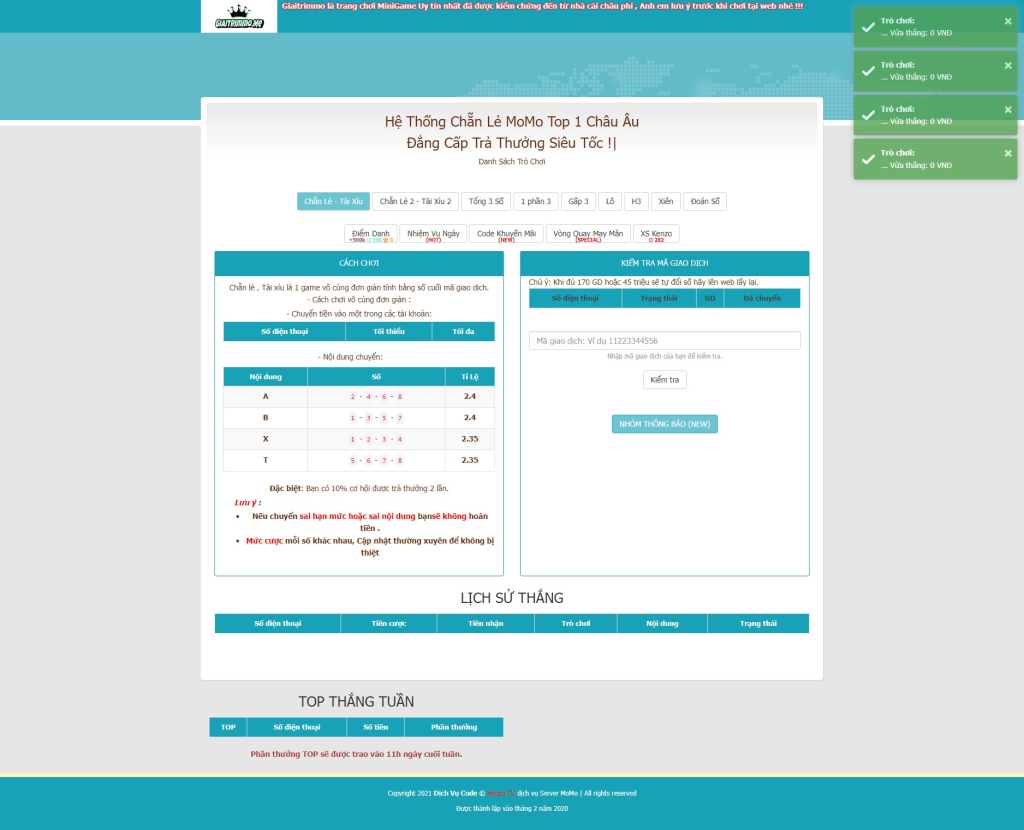 GIAITRIMMO.ME
Giaitrimmo là trang chơi MiniGame Uy tín nhất đã được kiểm chứng đến từ nhà cái châu phi , Anh em lưu ý trước khi chơi tại web nhé !!!
Trò chơi:
... Vừa thắng: 0 VNĐ
Trò chơi:
... Vừa thắng: 0 VNĐ
Trò chơi:
... Vừa thắng: 0 VNĐ
Trò chơi:
... Vừa thắng: 0 VNĐ
Hệ Thống Chẵn Lẻ MoMo Top 1 Châu Âu
Đẳng Cấp Trả Thưởng Siêu Tốc !|
Danh Sách Trò Chơi
Chẵn Lẻ - Tài Xỉu Chẵn Lẻ 2 - Tài Xỉu 2 Tổng 3 Số 1 phần 3 Gấp 3 Lô H3 Xiên Đoán Số
Điểm Danh Nhiệm Vụ Ngày Code Khuyến Mãi Vòng Quay May Mắn XS Kenzo
+500k (HOT) (NEW) (SPECIAL) 282
CÁCH CHƠI
Chẵn lẻ , Tài xỉu là 1 game vô cùng đơn giản tính bằng số cuối mã giao dịch.
- Cách chơi vô cùng đơn giản :
- Chuyển tiền vào một trong các tài khoản:
Số điện thoại Tối thiểu Tối đa
- Nội dung chuyển:
Nội dung Số Tỉ Lệ
A 2 - 4 - 6 - 8 2.4
B 1 - 3 - 5 - 7 2.4
X 1 - 2 - 3 - 4 2.35
T 5 - 6 - 7 - 8 2.35
Đặc biệt: Bạn có 10% cơ hội được trả thưởng 2 lần.
Lưu ý :
• Nếu chuyển sai hạn mức hoặc sai nội dung bạnsẽ không hoàn
tiền .
• Mức cược mỗi số khác nhau, Cập nhật thường xuyên để không bị
thiệt
KIỂM TRA MÃ GIAO DỊCH
Chú ý: Khi đủ 170 GD hoặc 45 triệu sẽ tự đổi số hãy lên web lấy lại.
Số điện thoại Trạng thái GD Đã chuyển
Mã giao dịch: Ví dụ 11223344556
Nhập mã giao dịch của bạn để kiểm tra.
Kiểm tra
NHÓM THÔNG BÁO (NEW)
LỊCH SỬ THẮNG
Số điện thoại Tiền cược Tiền nhận Trò chơi Nội dung Trạng thái
TOP THẮNG TUẦN
TOP Số điện thoại Số tiền Phần thưởng
Phần thưởng TOP sẽ được trao vào 11h ngày cuối tuần.
Copyright 2021 Dịch Vụ Code © Kenzo TV dịch vụ Server MoMo | All rights reserved
Được thành lập vào tháng 2 năm 2020